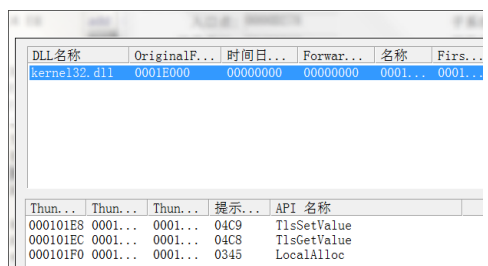 DLL名称 OriginalF... 时间日... Forwar... 名称 Firs...
kernel32.dll 0001E000 00000000 00000000 0001... 0001...
Thun... Thun... Thun... 提示... API 名称
000101E8 0001... 0001... 04C9 TlsSetValue
000101EC 0001... 0001... 04C8 TlsGetValue
000101F0 0001... 0001... 0345 LocalAlloc